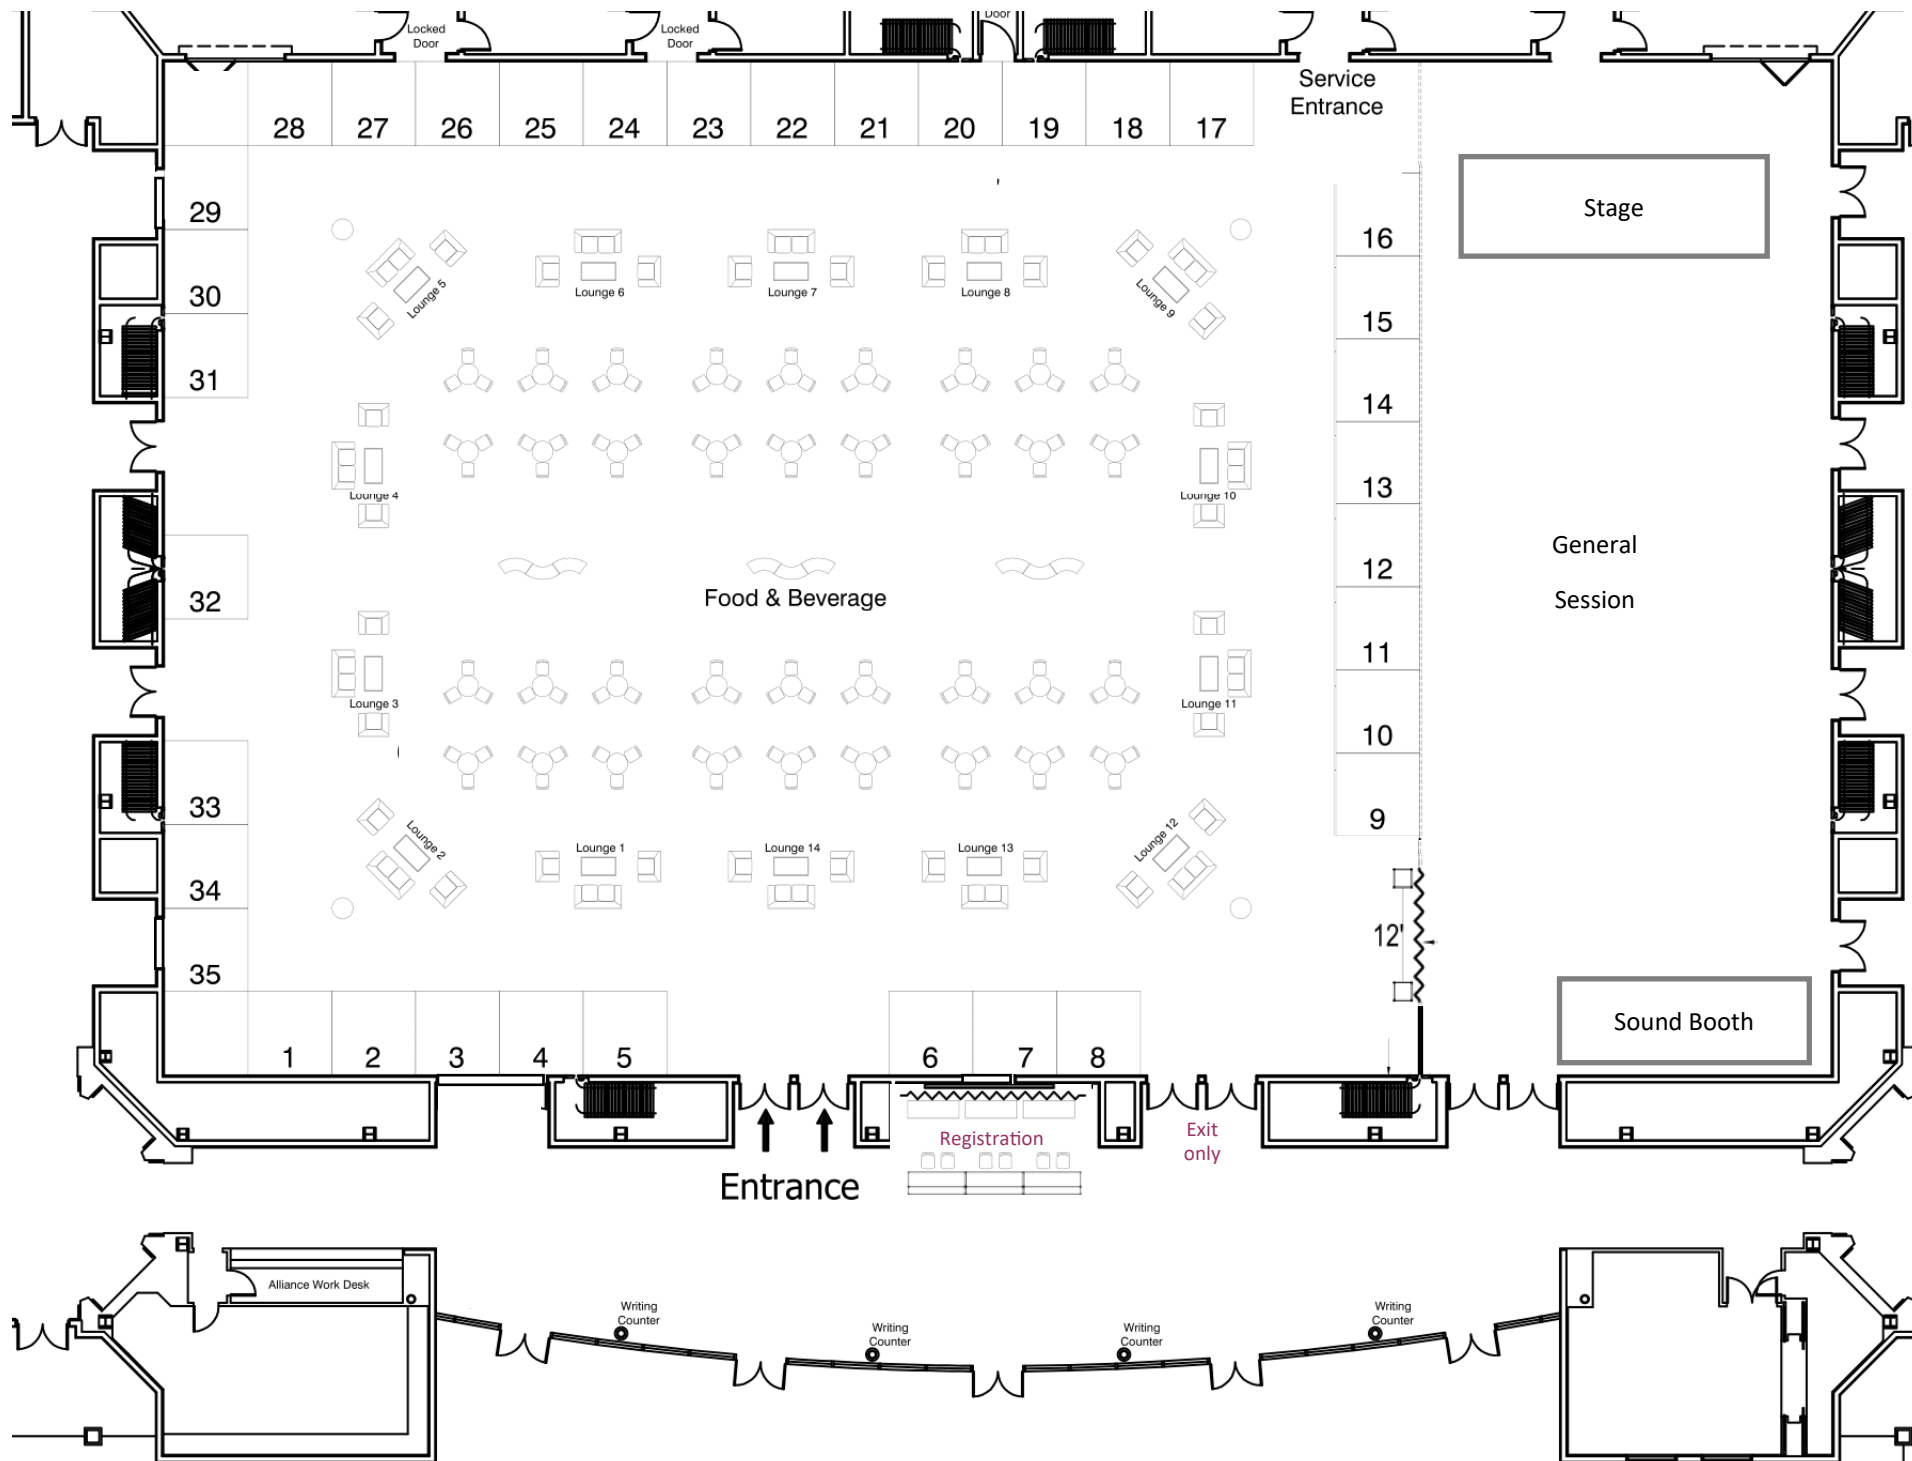 Locked
Door
Locked
Door
Door
Service
Entrance
28
27
26
25
24
23
22
21
20
19
18
17
29
30
31
32
33
34
35
16
15
14
13
12
11
10
9
Stage
General
Session
Sound Booth
Lounge 5
Lounge 6
Lounge 7
Lounge 8
Lounge 9
Lounge 4
Lounge 10
Food & Beverage
Lounge 3
Lounge 11
Lounge 2
Lounge 1
Lounge 14
Lounge 13
Lounge 12
12'
1
2
3
4
5
6
7
8
Registration
Exit
only
Entrance
Alliance Work Desk
Writing
Counter
Writing
Counter
Writing
Counter
Writing
Counter